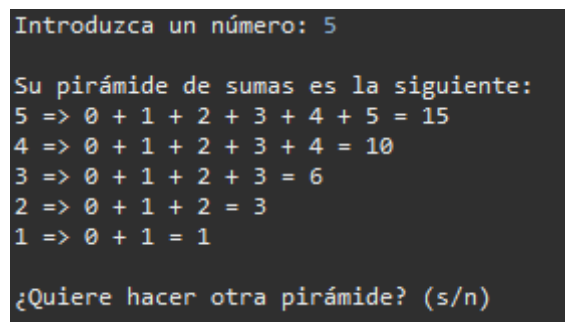 Introduzca un número: 5
Su pirámide de sumas es la siguiente:
5 => 0 + 1 + 2 + 3 + 4 + 5 = 15
4 => 0 + 1 + 2 + 3 + 4 = 10
3 => 0 + 1 + 2 + 3 = 6
2 => 0 + 1 + 2 = 3
1 => 0 + 1 = 1
¿Quiere hacer otra pirámide? (s/n)